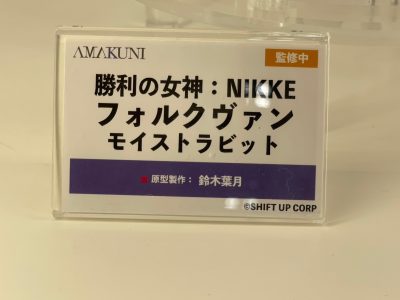 AMAKUNI
監修中
勝利の女神：NIKKE
フォルクヴァン
モイストラビット
原型製作： 鈴木葉月
©SHIFT UP CORP